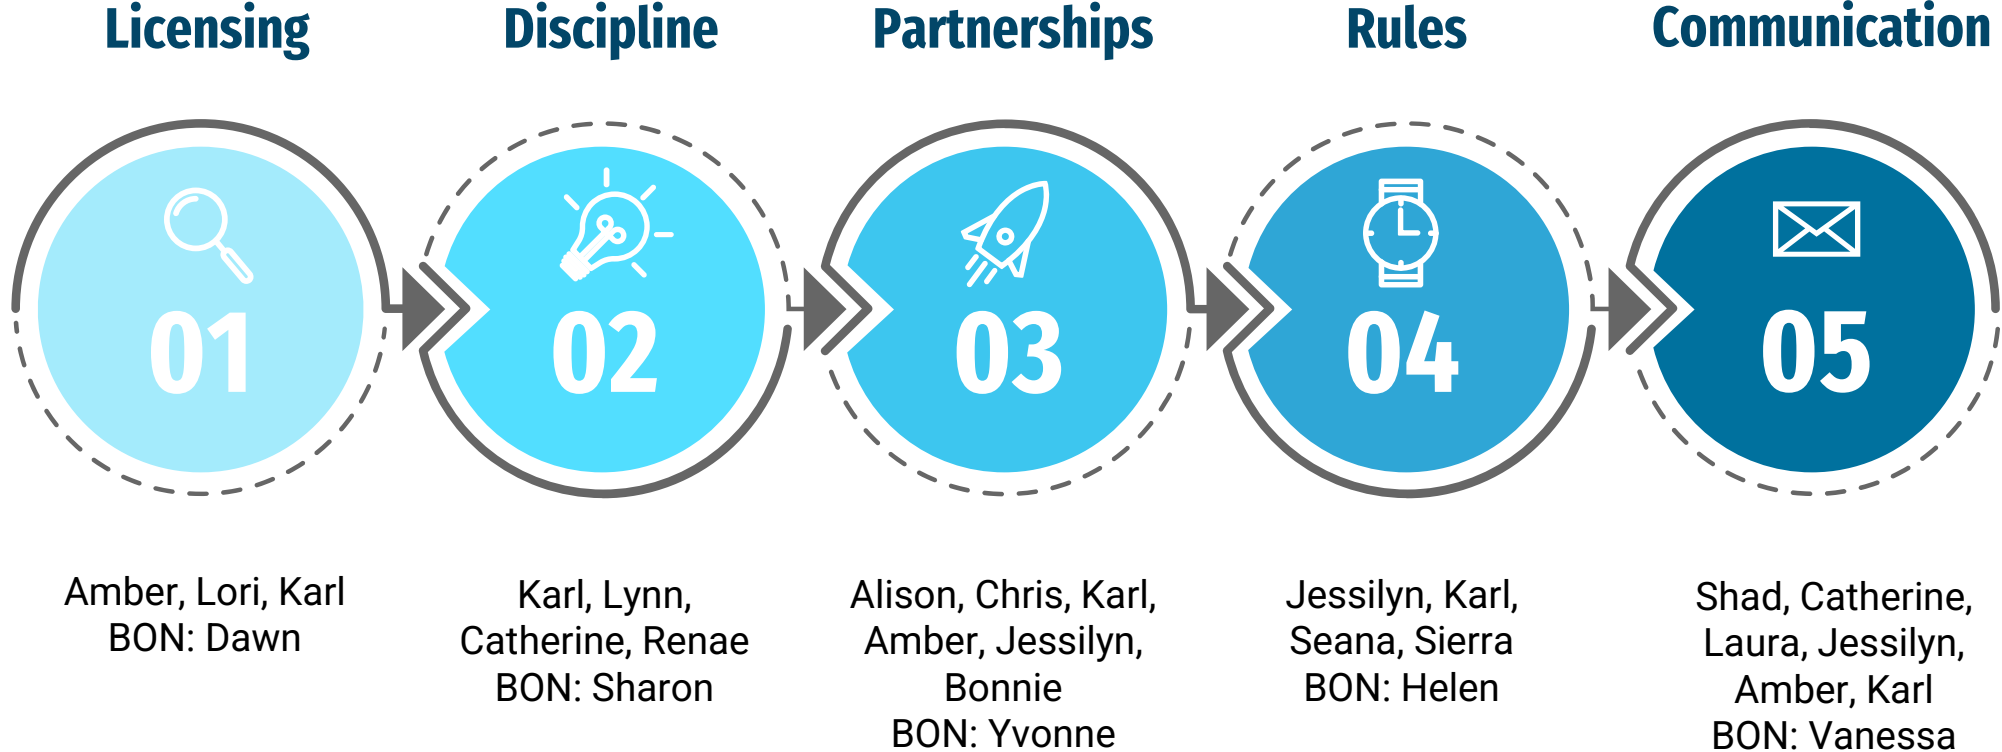 Licensing
Discipline
Partnerships
Rules
Communication
01
02
03
04
05
Amber, Lori, Karl
BON: Dawn
Karl, Lynn,
Catherine, Renae
BON: Sharon
Alison, Chris, Karl,
Amber, Jessilyn,
Bonnie
BON: Yvonne
Jessilyn, Karl,
Seana, Sierra
BON: Helen
Shad, Catherine,
Laura, Jessilyn,
Amber, Karl
BON: Vanessa